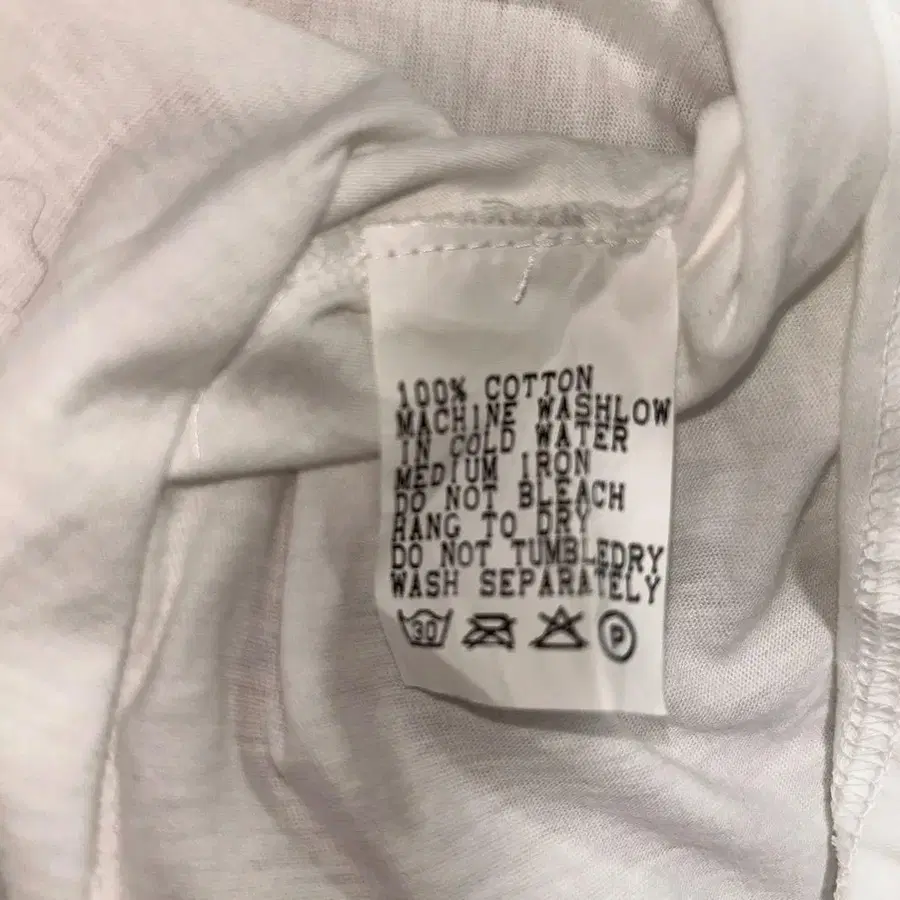 100% COTTON
MACHINE WASHLOW
IN COLD WATER
MEDIUM IRON
DO NOT BLEACH
HANG TO DRY
DO NOT TUMBLEDRY
WASH SEPARATELY
30 P